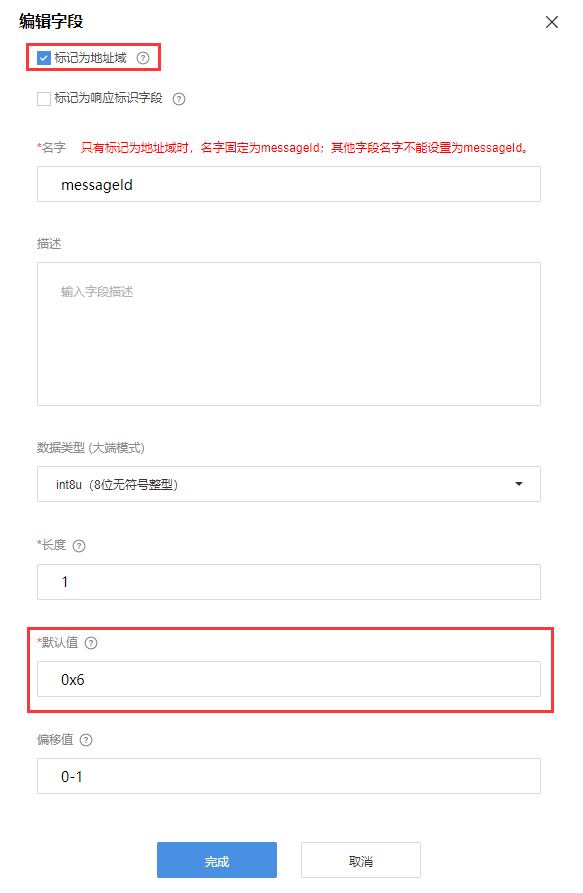 编辑字段
标记为地址域
标记为响应标识字段
*名字 只有标记为地址域时，名字固定为messageId；其他字段名字不能设置为messageId。
messageId
描述
输入字段描述
数据类型 (大端模式)
int8u（8位无符号整型）
*长度
1
*默认值
0x6
偏移值
0-1
完成 取消